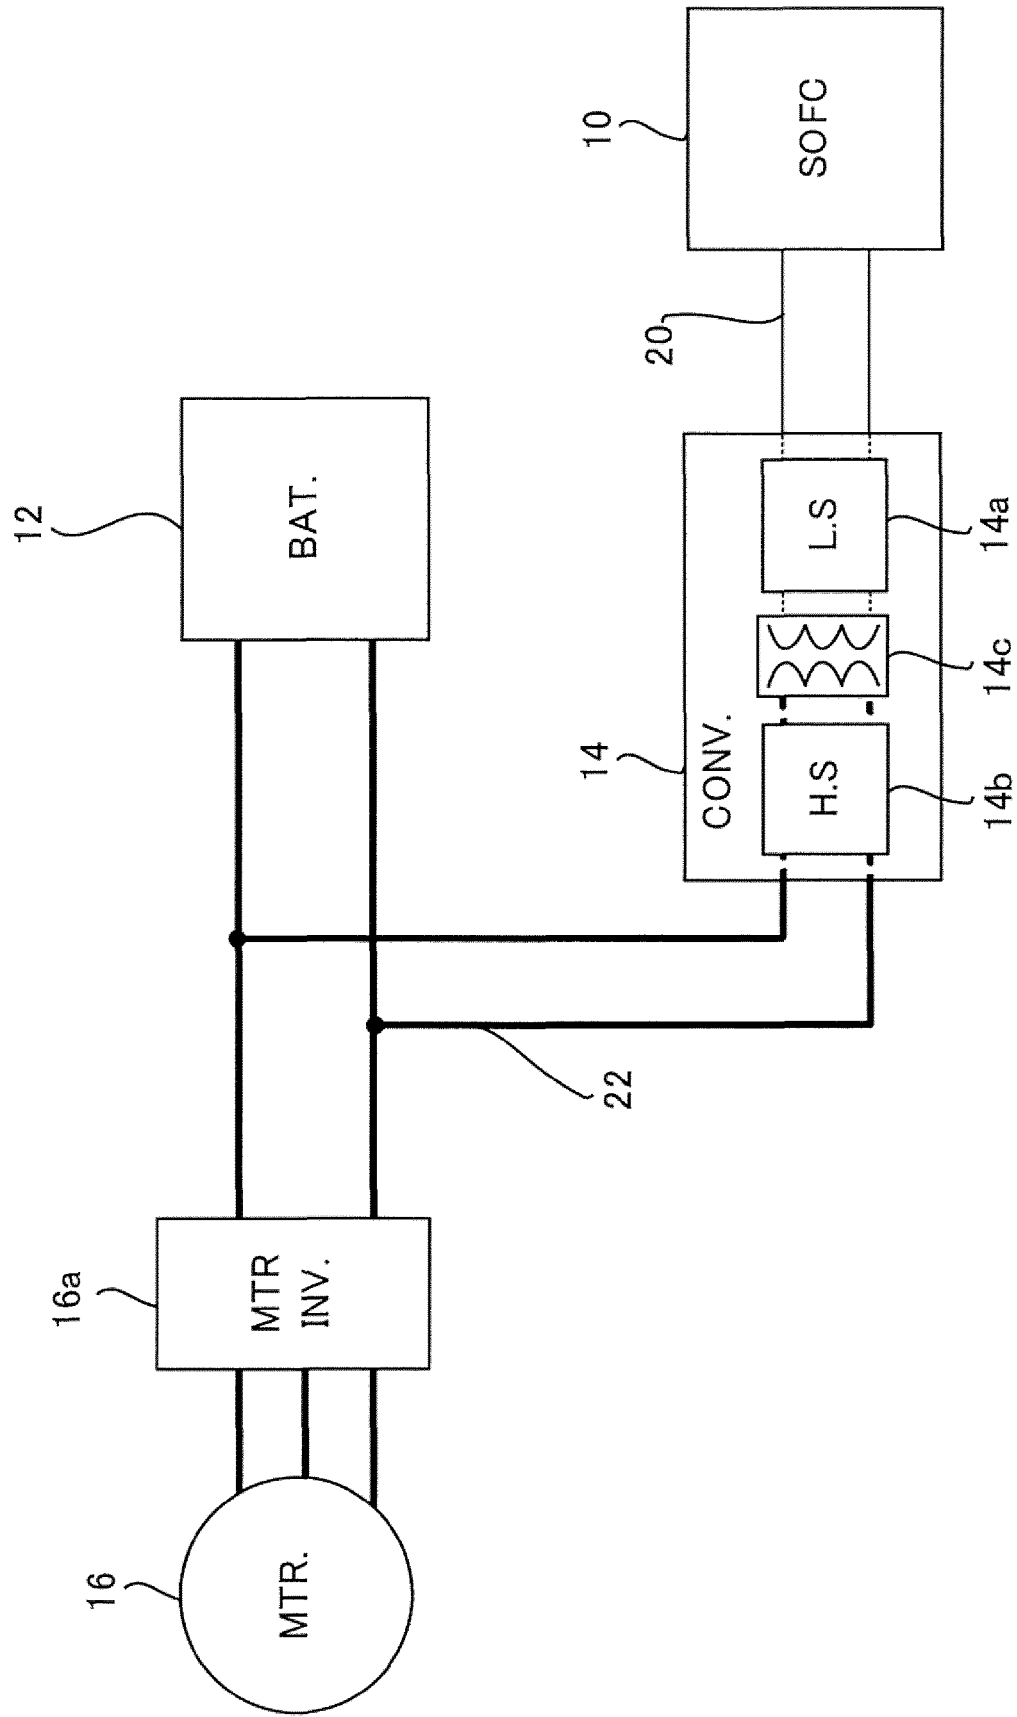 16
MTR.
16a
MTR
INV.
12
BAT.
22
14
CONV.
H.S
14b
14c
L.S
14a
20
10
SOFC